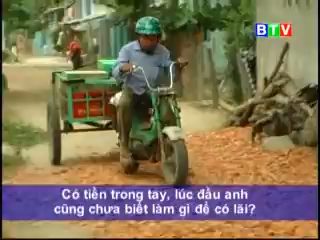 BTV
Có tiền trong tay, lúc đầu anh
cũng chưa biết làm gì để có lãi?